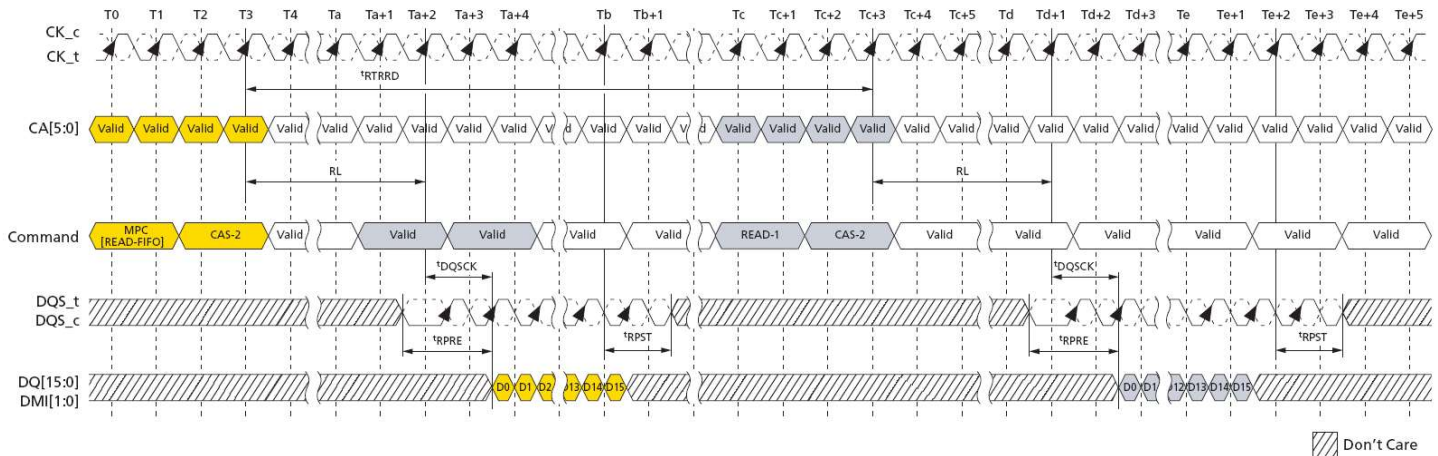 T0 T1 T2 T3 T4 Ta Ta+1 Ta+2 Ta+3 Ta+4 Tb Tb+1 Tc Tc+1 Tc+2 Tc+3 Tc+4 Tc+5 Td Td+1 Td+2 Td+3 Te Te+1 Te+2 Te+3 Te+4 Te+5
CK_c
CK_t
tRTRRD
CA[5:0] Valid Valid Valid Valid Valid Valid Valid Valid Valid Valid Valid Valid Valid Valid Valid Valid Valid Valid Valid Valid Valid Valid Valid Valid Valid Valid Valid
RL RL
Command MPC [READ-FIFO] CAS-2 Valid Valid Valid Valid Valid READ-1 CAS-2 Valid Valid Valid Valid Valid Valid
tDQSCK tDQSCK
DQS_t
DQS_c
tRPRE tRPST tRPRE tRPST
DQ[15:0] D0 D1 D2 D13 D14 D15 D0 D1 D12 D13 D14 D15
DMI[1:0]
Don't Care